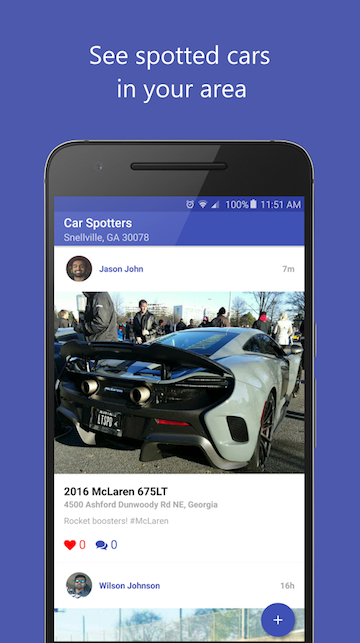 See spotted cars
in your area
100% 11:51 AM
Car Spotters
Snellville, GA 30078
Jason John 7m
LTSPD
2016 McLaren 675LT
4500 Ashford Dunwoody Rd NE, Georgia
Rocket boosters! #McLaren
0 0
Wilson Johnson 16h
+